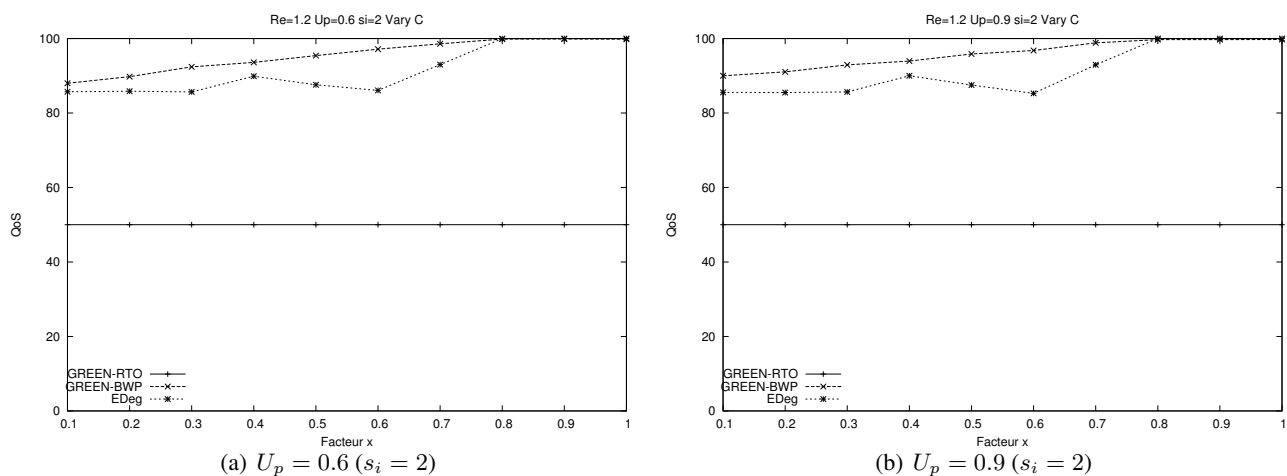 Re=1.2 Up=0.6 si=2 Vary C
100
80
60
40
20
0
QoS
GREEN-RTO
GREEN-BWP
EDeg
0.1 0.2 0.3 0.4 0.5 0.6 0.7 0.8 0.9 1
Facteur x
(a) U_p = 0.6 (s_i = 2)
Re=1.2 Up=0.9 si=2 Vary C
100
80
60
40
20
0
QoS
GREEN-RTO
GREEN-BWP
EDeg
0.1 0.2 0.3 0.4 0.5 0.6 0.7 0.8 0.9 1
Facteur x
(b) U_p = 0.9 (s_i = 2)